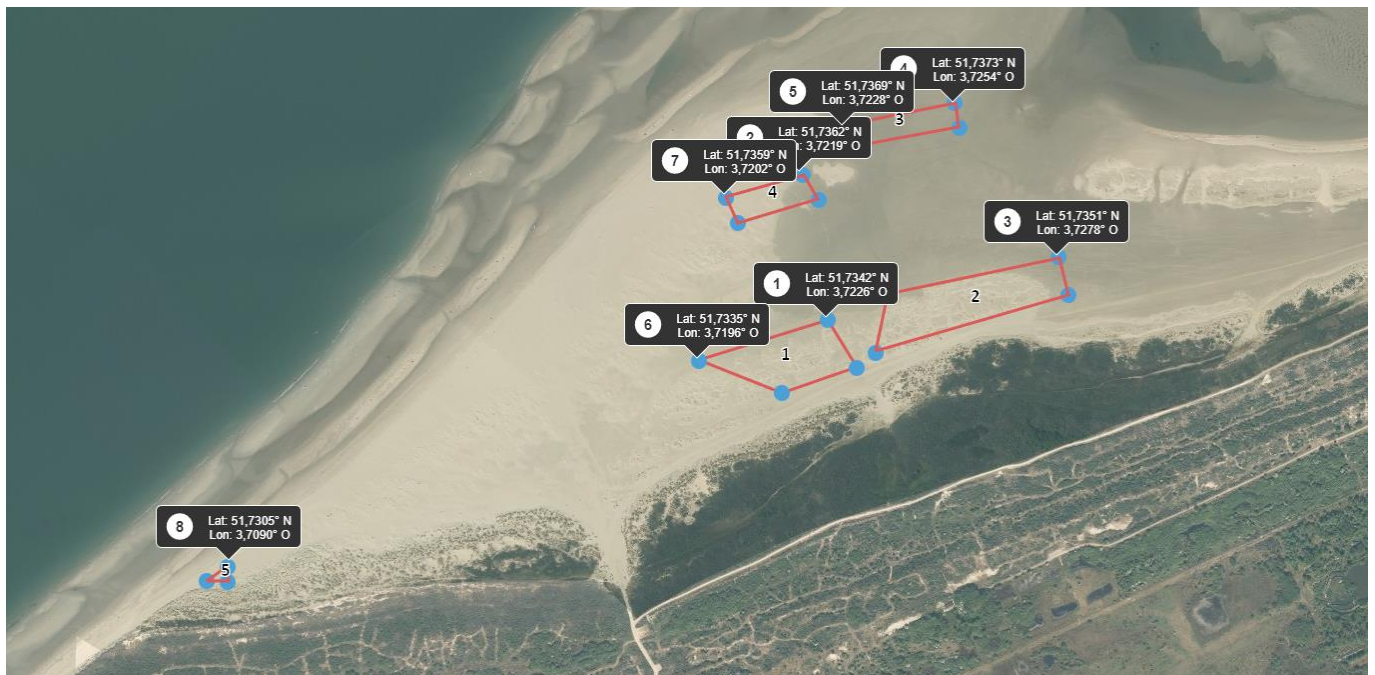 4
Lat: 51,7373° N
Lon: 3,7254° O
5
Lat: 51,7369° N
Lon: 3,7228° O
3
2
Lat: 51,7362° N
n: 3,7219° O
7
Lat: 51,7359° N
Lon: 3,7202° O
4
3
Lat: 51,7351° N
Lon: 3,7278° O
1
Lat: 51,7342° N
Lon: 3,7226° O
2
6
Lat: 51,7335° N
Lon: 3,7196° O
1
8
Lat: 51,7305° N
Lon: 3,7090° O
5